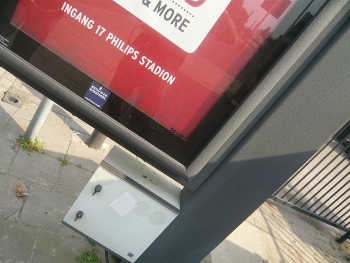 & MORE
INGANG 17 PHILIPS STADION